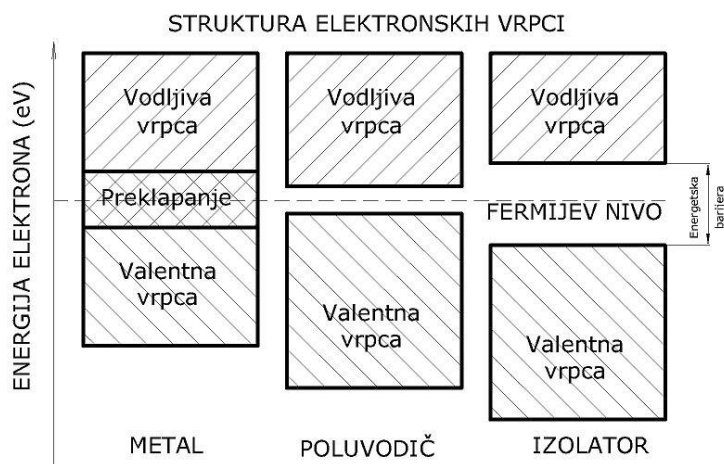 STRUKTURA ELEKTRONSKIH VRPCI
ENERGIJA ELEKTRONA (eV)
Vodljiva
vrpca
Preklapanje
Valentna
vrpca
METAL
Vodljiva
vrpca
Valentna
vrpca
POLUVODIČ
Vodljiva
vrpca
FERMIJEV NIVO
Energetska
barijera
Valentna
vrpca
IZOLATOR